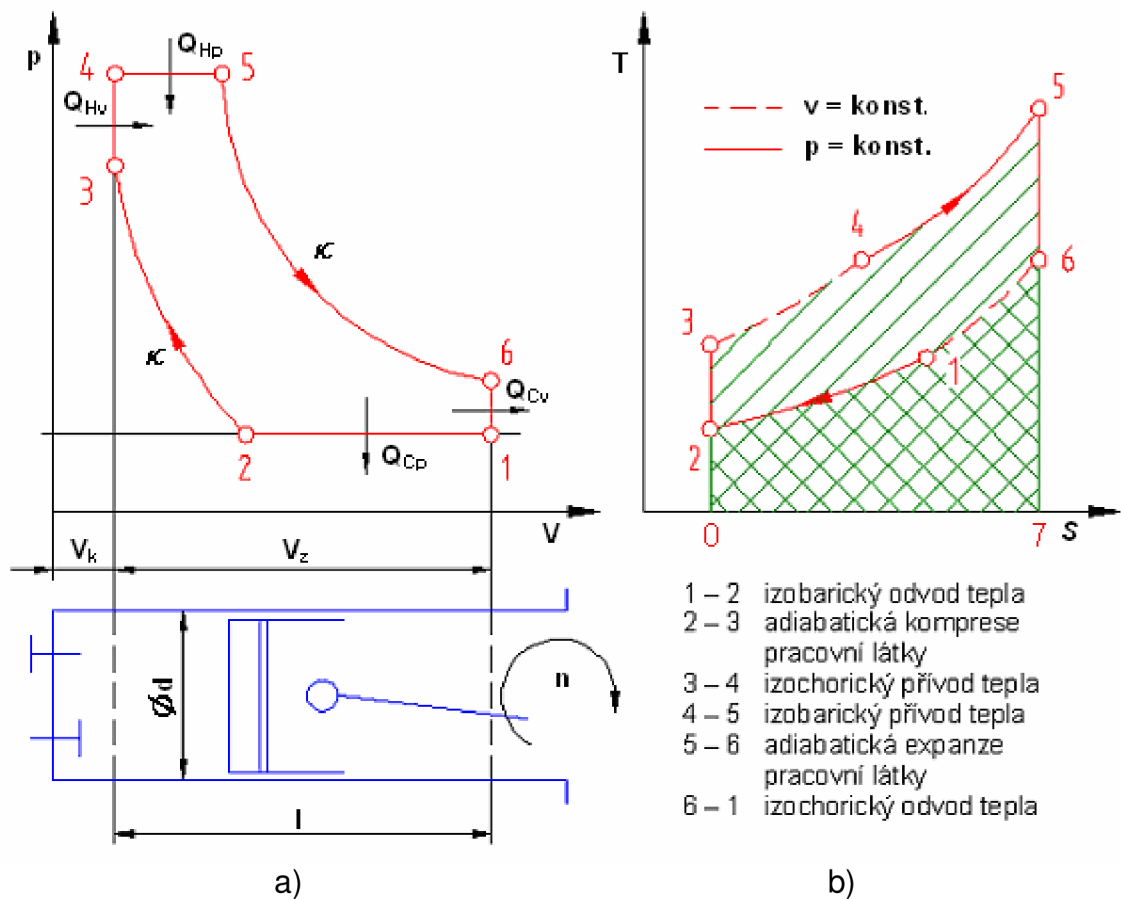 p
4
Q_Hp
5
Q_Hv
3
κ
κ
6
Q_Cv
2
Q_Cp
1
V
V_k
V_z
Ød
n
l
a)
T
v = konst.
p = konst.
5
4
6
3
1
2
0
7
s
1 – 2 izobarický odvod tepla
2 – 3 adiabatická komprese
pracovní látky
3 – 4 izochorický přívod tepla
4 – 5 izobarický přívod tepla
5 – 6 adiabatická expanze
pracovní látky
6 – 1 izochorický odvod tepla
b)